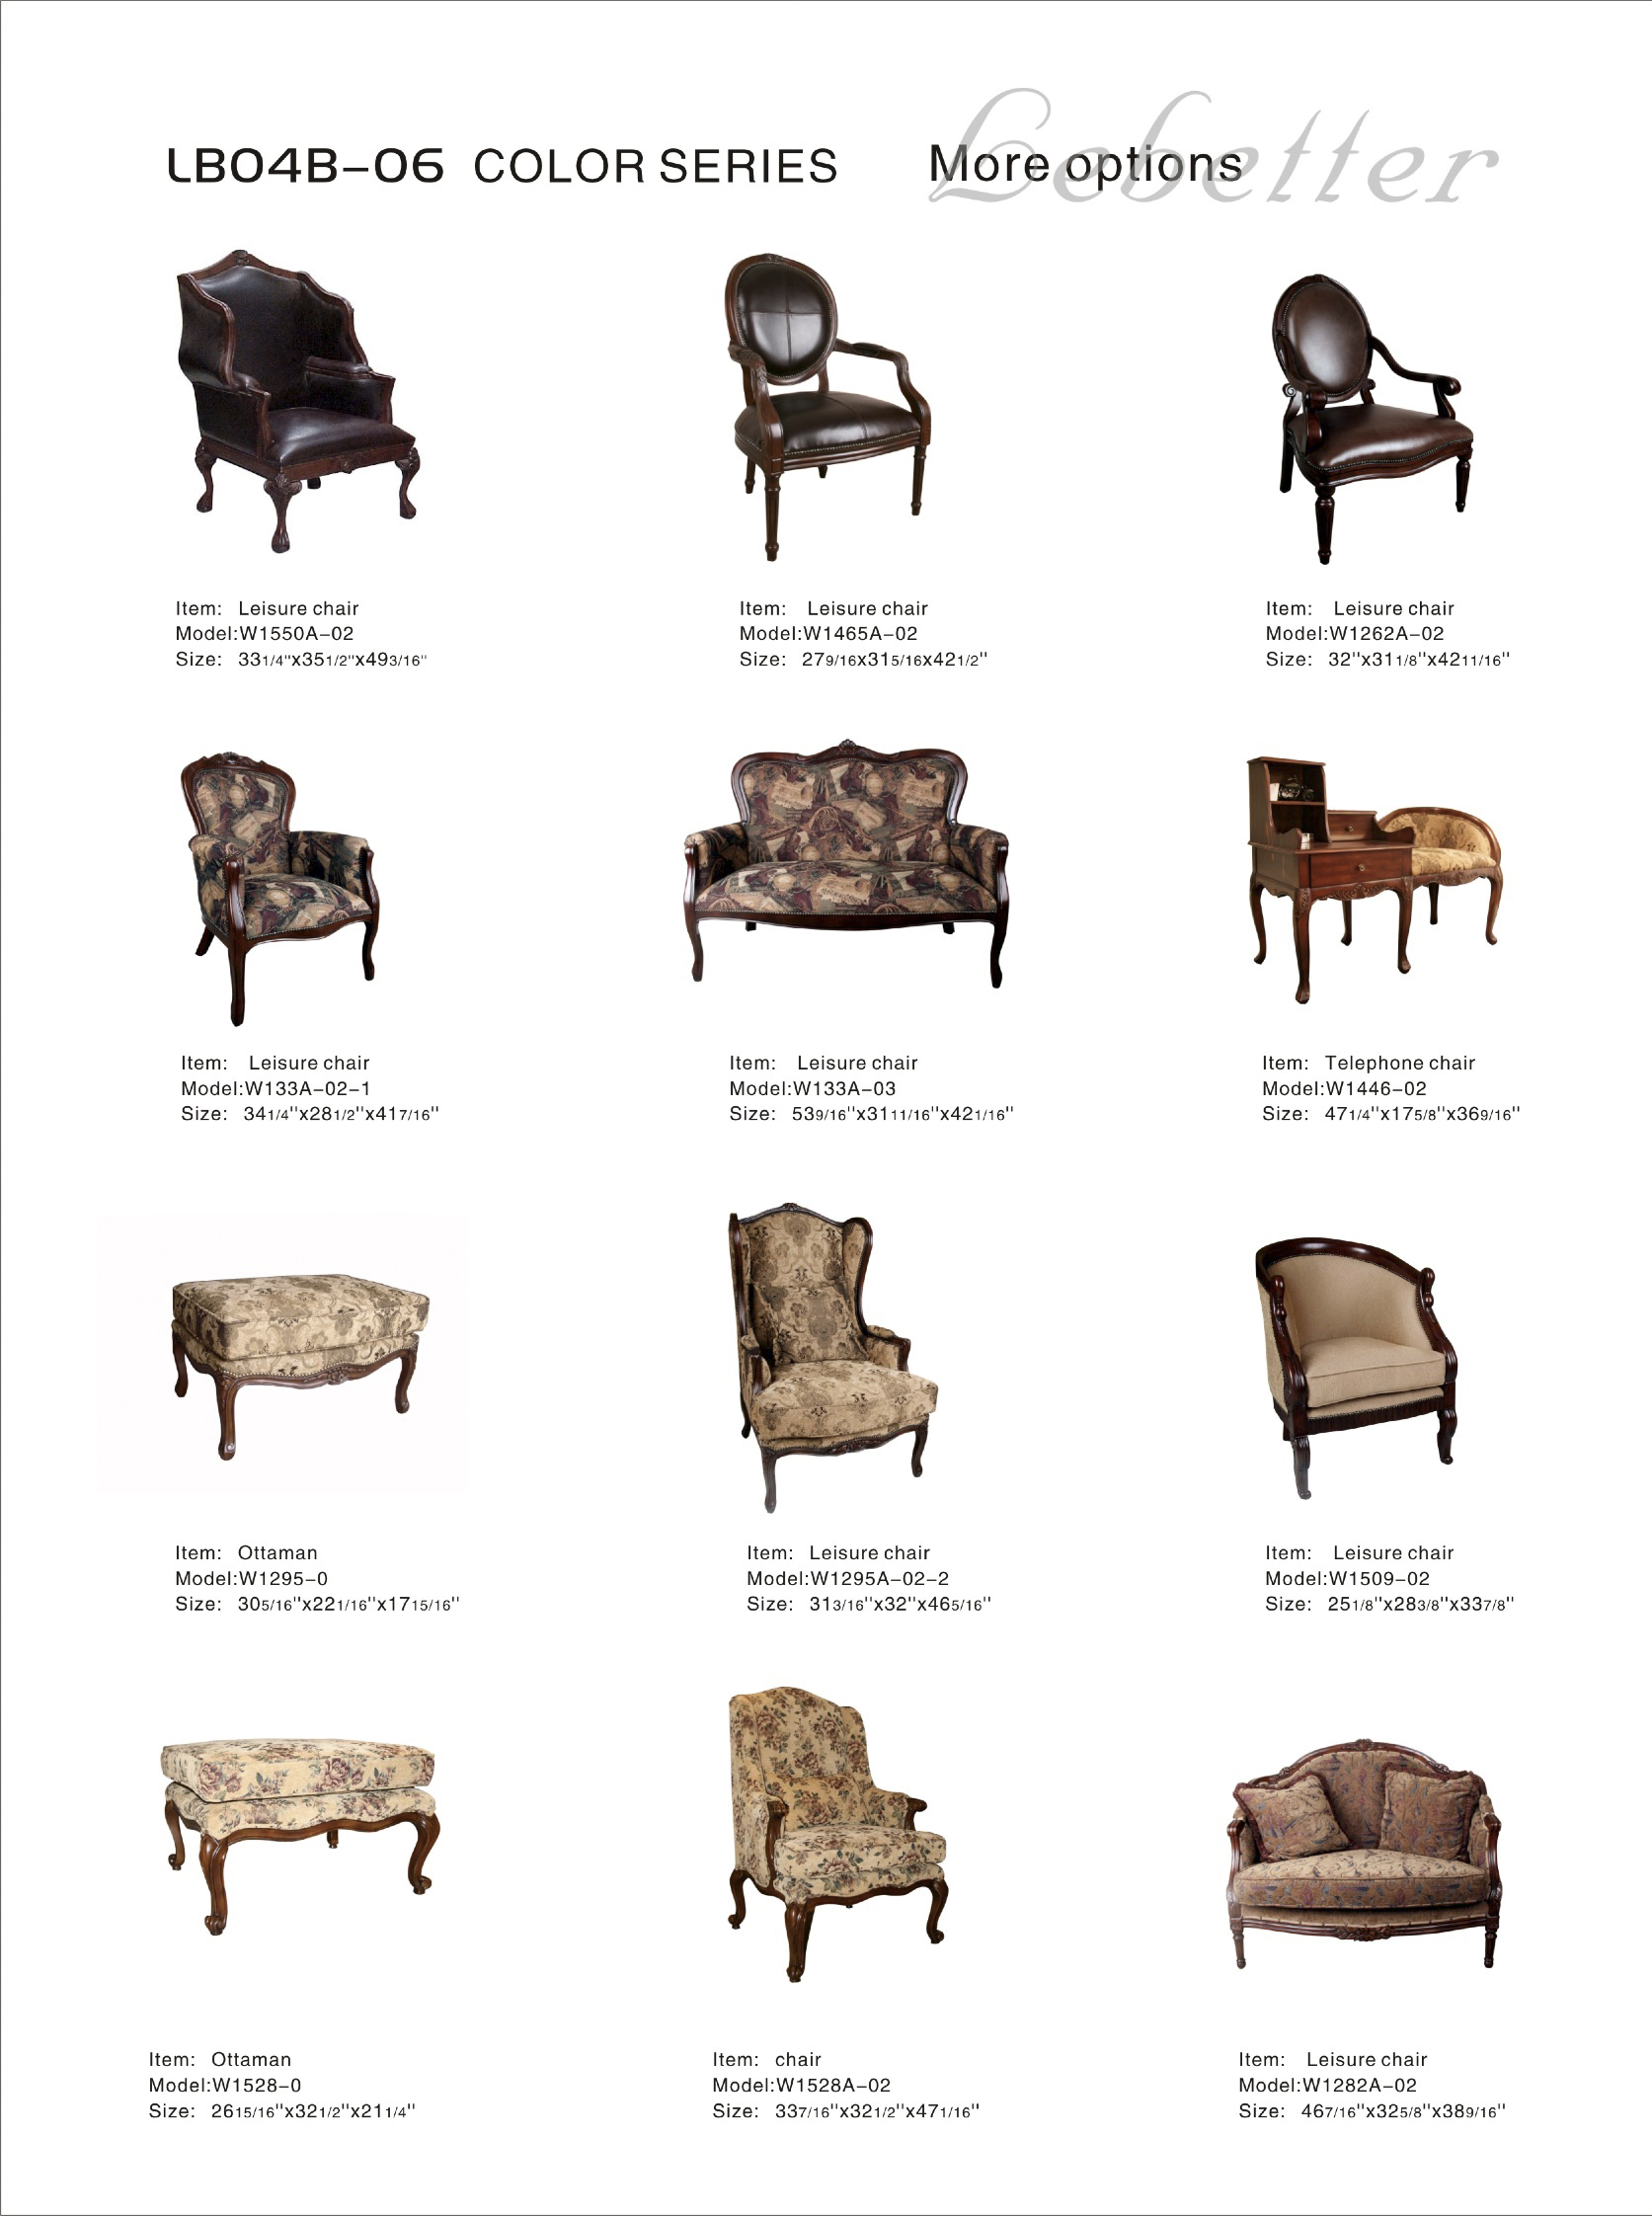 LB04B-06 COLOR SERIES More options Lebetter
Item: Leisure chair
Model:W1550A-02
Size: 331/4"x351/2"x493/16"
Item: Leisure chair
Model:W1465A-02
Size: 279/16x315/16x421/2"
Item: Leisure chair
Model:W1262A-02
Size: 32"x311/8"x4211/16"
Item: Leisure chair
Model:W133A-02-1
Size: 341/4"x281/2"x417/16"
Item: Leisure chair
Model:W133A-03
Size: 539/16"x3111/16"x421/16"
Item: Telephone chair
Model:W1446-02
Size: 471/4"x175/8"x369/16"
Item: Ottaman
Model:W1295-0
Size: 305/16"x221/16"x1715/16"
Item: Leisure chair
Model:W1295A-02-2
Size: 313/16"x32"x465/16"
Item: Leisure chair
Model:W1509-02
Size: 251/8"x283/8"x337/8"
Item: Ottaman
Model:W1528-0
Size: 2615/16"x321/2"x211/4"
Item: chair
Model:W1528A-02
Size: 337/16"x321/2"x471/16"
Item: Leisure chair
Model:W1282A-02
Size: 467/16"x325/8"x389/16"